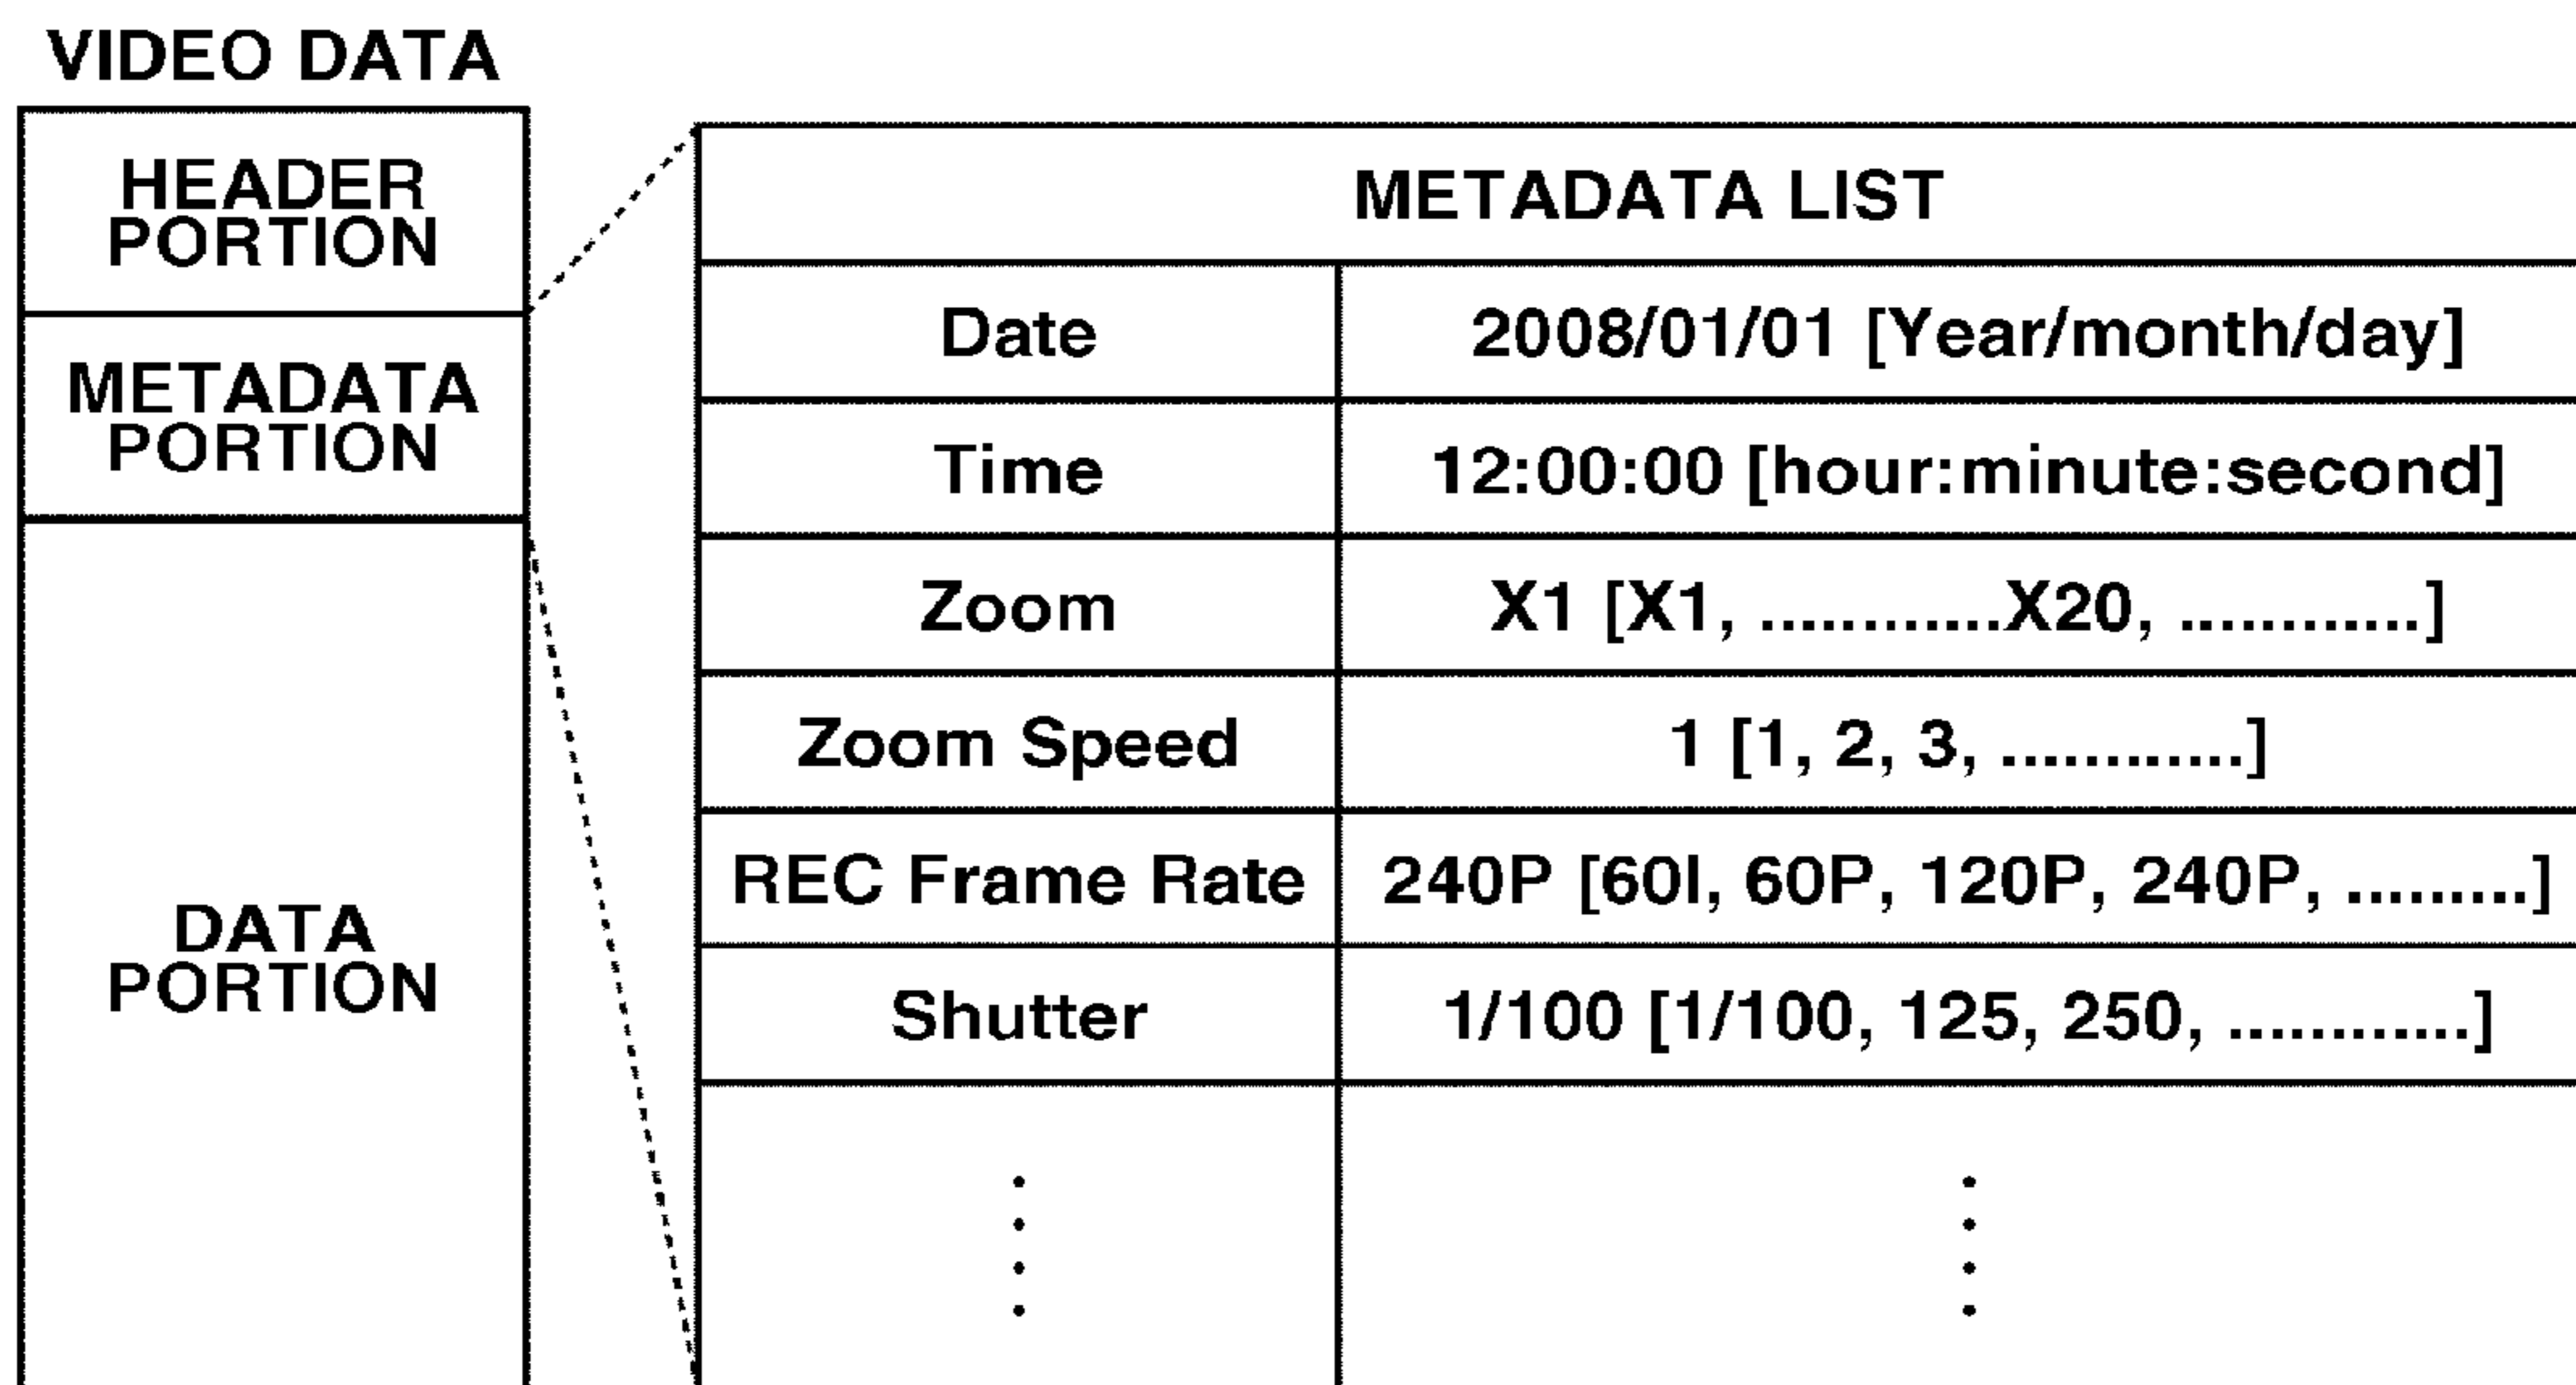 VIDEO DATA
HEADER
PORTION
METADATA
PORTION
DATA
PORTION
METADATA LIST
Date 2008/01/01 [Year/month/day]
Time 12:00:00 [hour:minute:second]
Zoom X1 [X1, ............X20, ............]
Zoom Speed 1 [1, 2, 3, ............]
REC Frame Rate 240P [60I, 60P, 120P, 240P, .........]
Shutter 1/100 [1/100, 125, 250, ............]